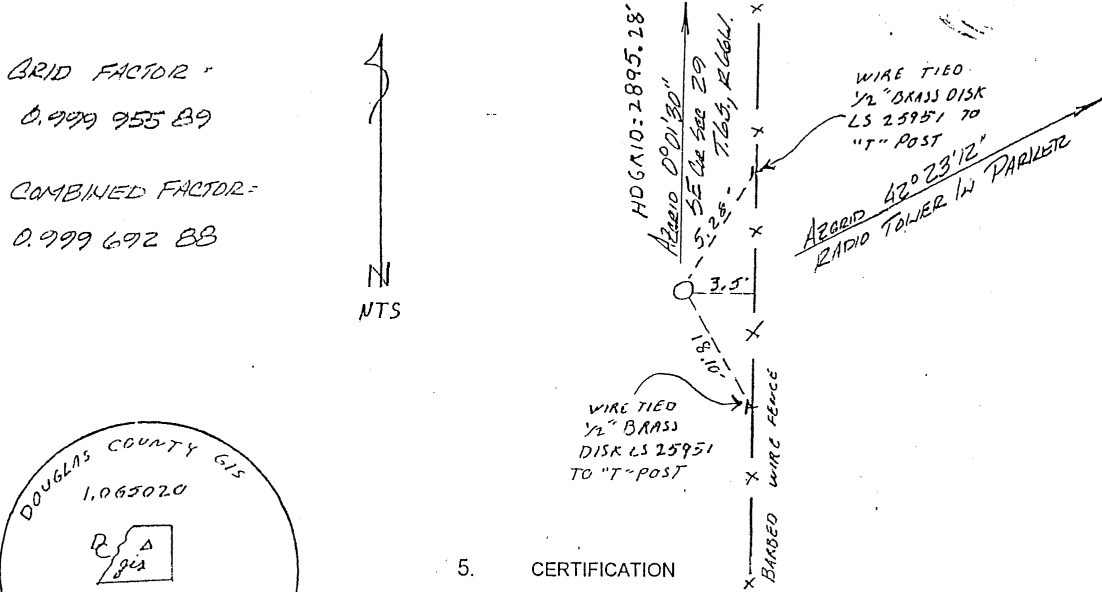 GRID FACTOR =
0.999 955 89
COMBINED FACTOR=
0.999 692 88
N
NTS
HDGRID=2895.28'
AZGRID 0°01'30"
SE COR SEC 29
T.6S., R66W.
5.28'
3.5'
WIRE TIED
1/2" BRASS DISK
LS 25951 TO
"T" POST
AZGRID 42°23'12"
RADIO TOWER IN PARKER
WIRE TIED
1/2" BRASS
DISK LS 25951
TO "T" POST
BARBED WIRE FENCE
DOUGLAS COUNTY GIS
1.065020
DC
gis
5. CERTIFICATION